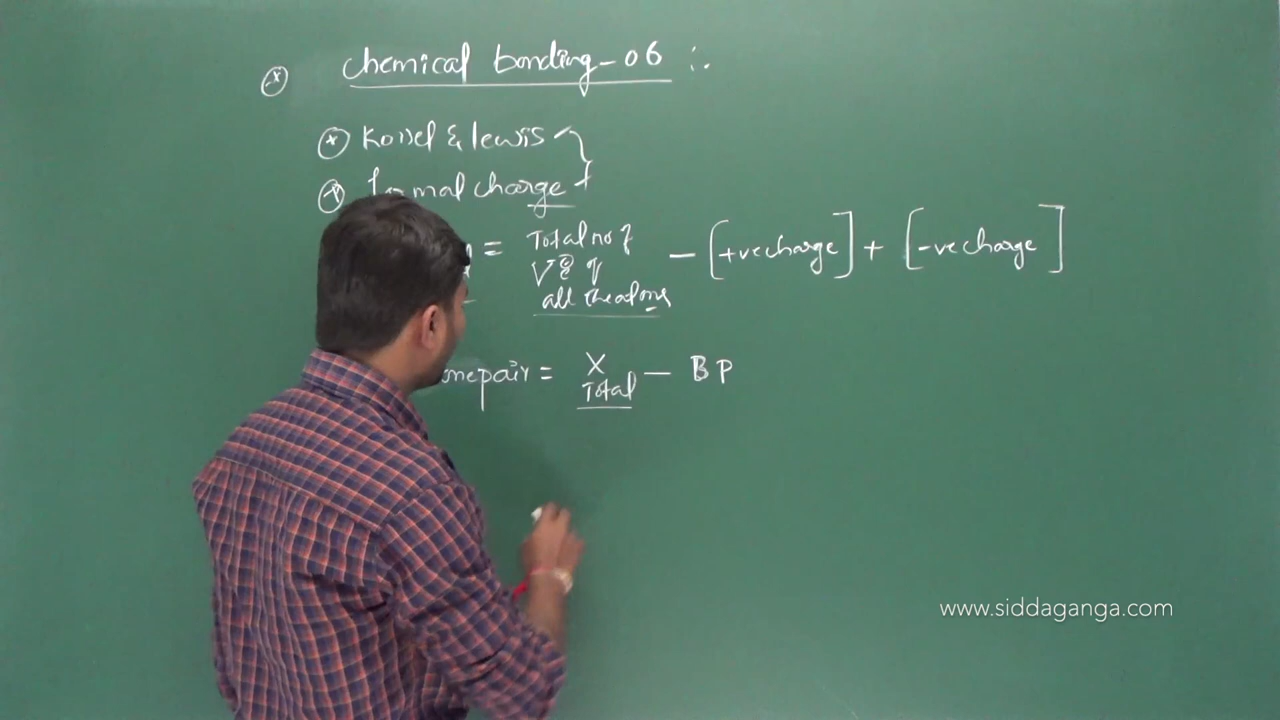 chemical bonding - 06 :.
Kossel & lewis
formal charge
= Total no of V e of all the atoms - [+ve charge] + [-ve charge]
lone pair = X Total - BP
www.siddaganga.com